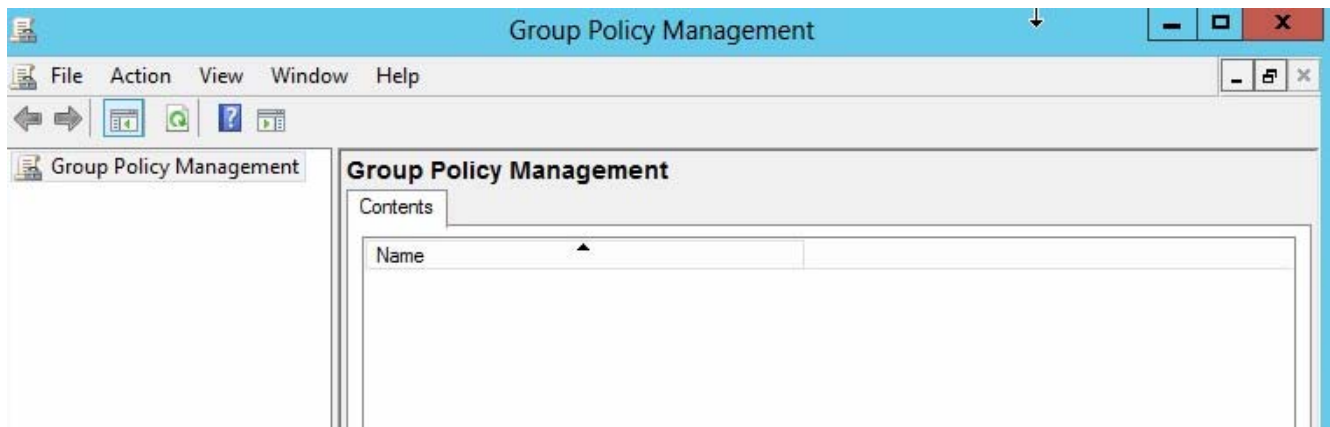 Group Policy Management
File Action View Window Help
Group Policy Management
Group Policy Management
Contents
Name